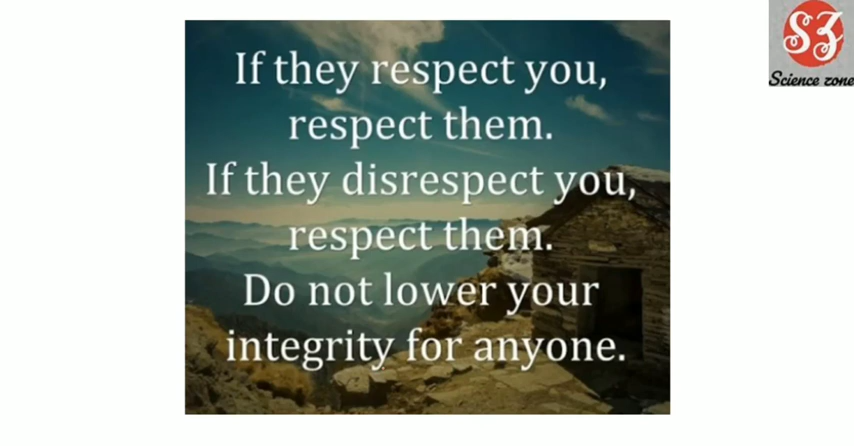 SZ
Science zone
If they respect you,
respect them.
If they disrespect you,
respect them.
Do not lower your
integrity for anyone.